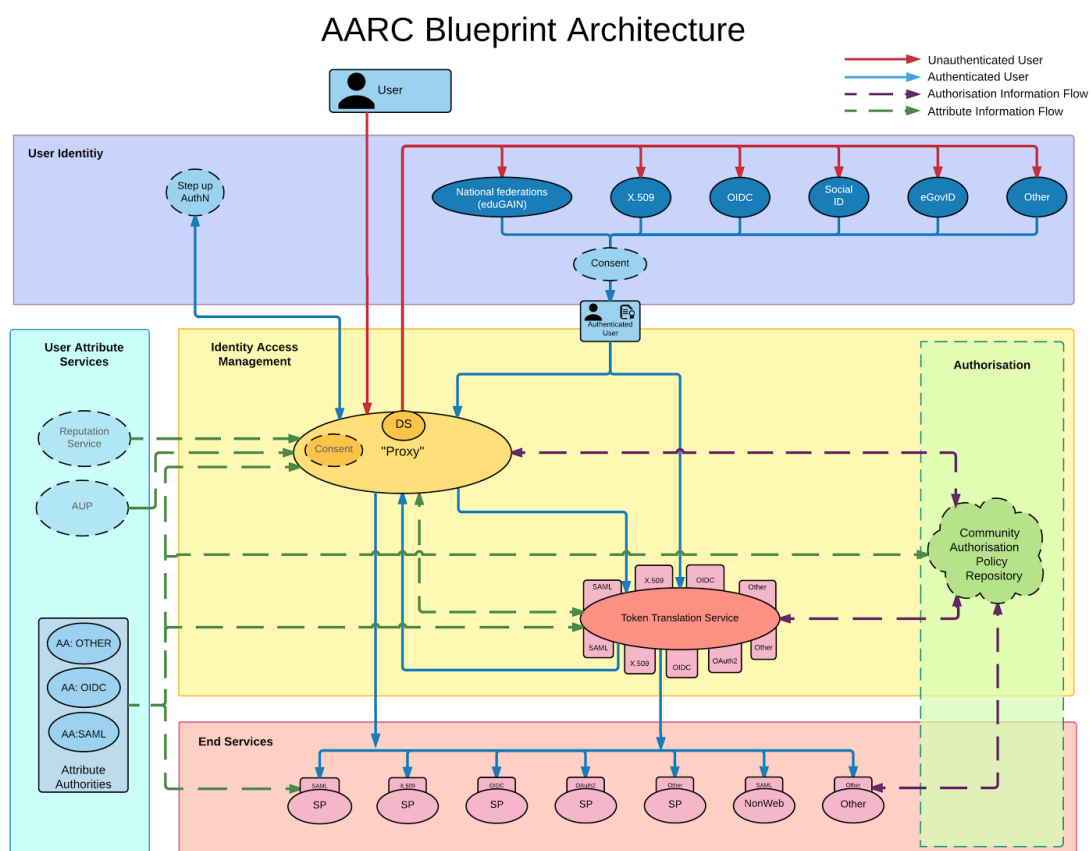 AARC Blueprint Architecture
Unauthenticated User
Authenticated User
Authorisation Information Flow
Attribute Information Flow
User
User Identitiy
Step up
AuthN
National federations
(eduGAIN)
X.509
OIDC
Social
ID
eGovID
Other
Consent
Authenticated
User
User Attribute
Services
Identity Access
Management
Authorisation
Reputation
Service
AUP
DS
Consent
"Proxy"
Community
Authorisation
Policy
Repository
SAML
X.509
OIDC
Other
Token Translation Service
SAML
X.509
OIDC
OAuth2
Other
AA: OTHER
AA: OIDC
AA:SAML
Attribute
Authorities
End Services
SAML
SP
X.509
SP
OIDC
SP
OAuth2
SP
Other
SP
SAML
NonWeb
Other
Other